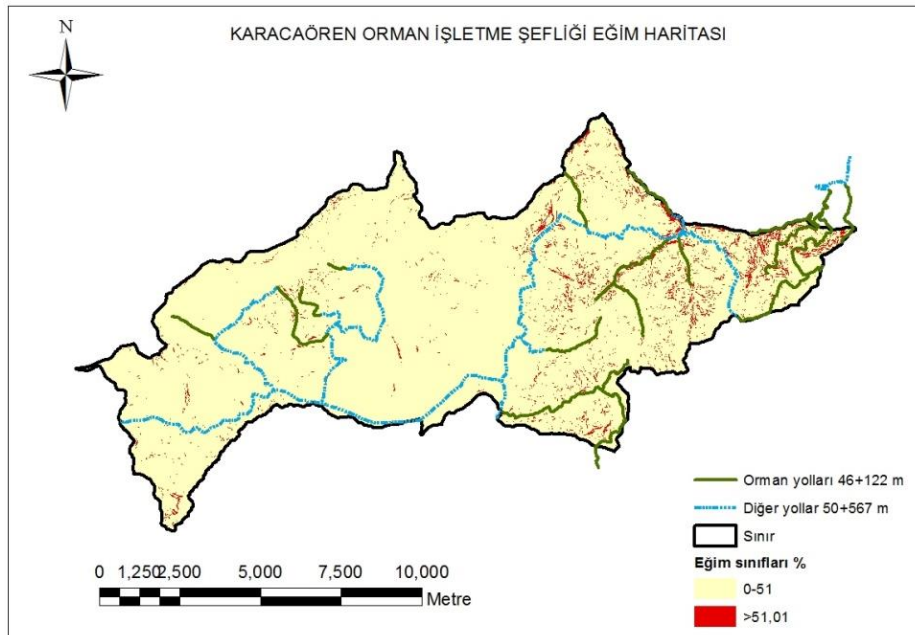 KARACAÖREN ORMAN İŞLETME ŞEFLİĞİ EĞİM HARİTASI
N
Orman yolları 46+122 m
Diğer yollar 50+567 m
Sınır
Eğim sınıfları %
0-51
>51,01
0 1,250 2,500 5,000 7,500 10,000
Metre